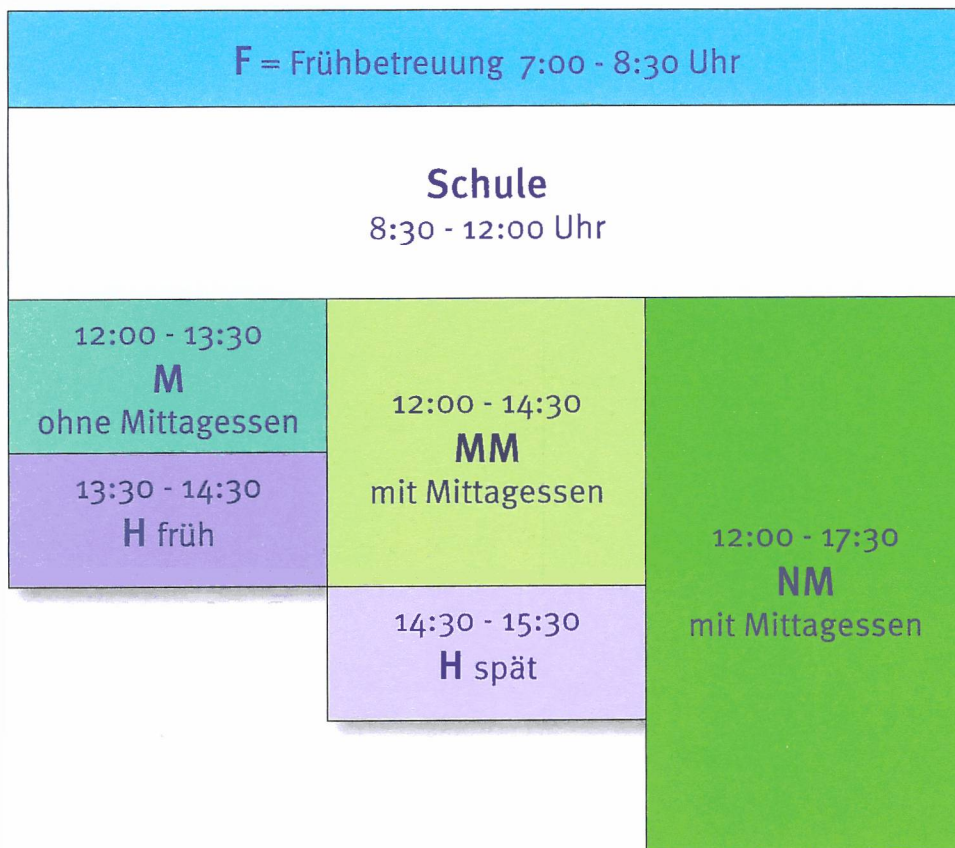 F = Frühbetreuung 7:00 - 8:30 Uhr
Schule
8:30 - 12:00 Uhr
12:00 - 13:30
M
ohne Mittagessen
13:30 - 14:30
H früh
12:00 - 14:30
MM
mit Mittagessen
14:30 - 15:30
H spät
12:00 - 17:30
NM
mit Mittagessen